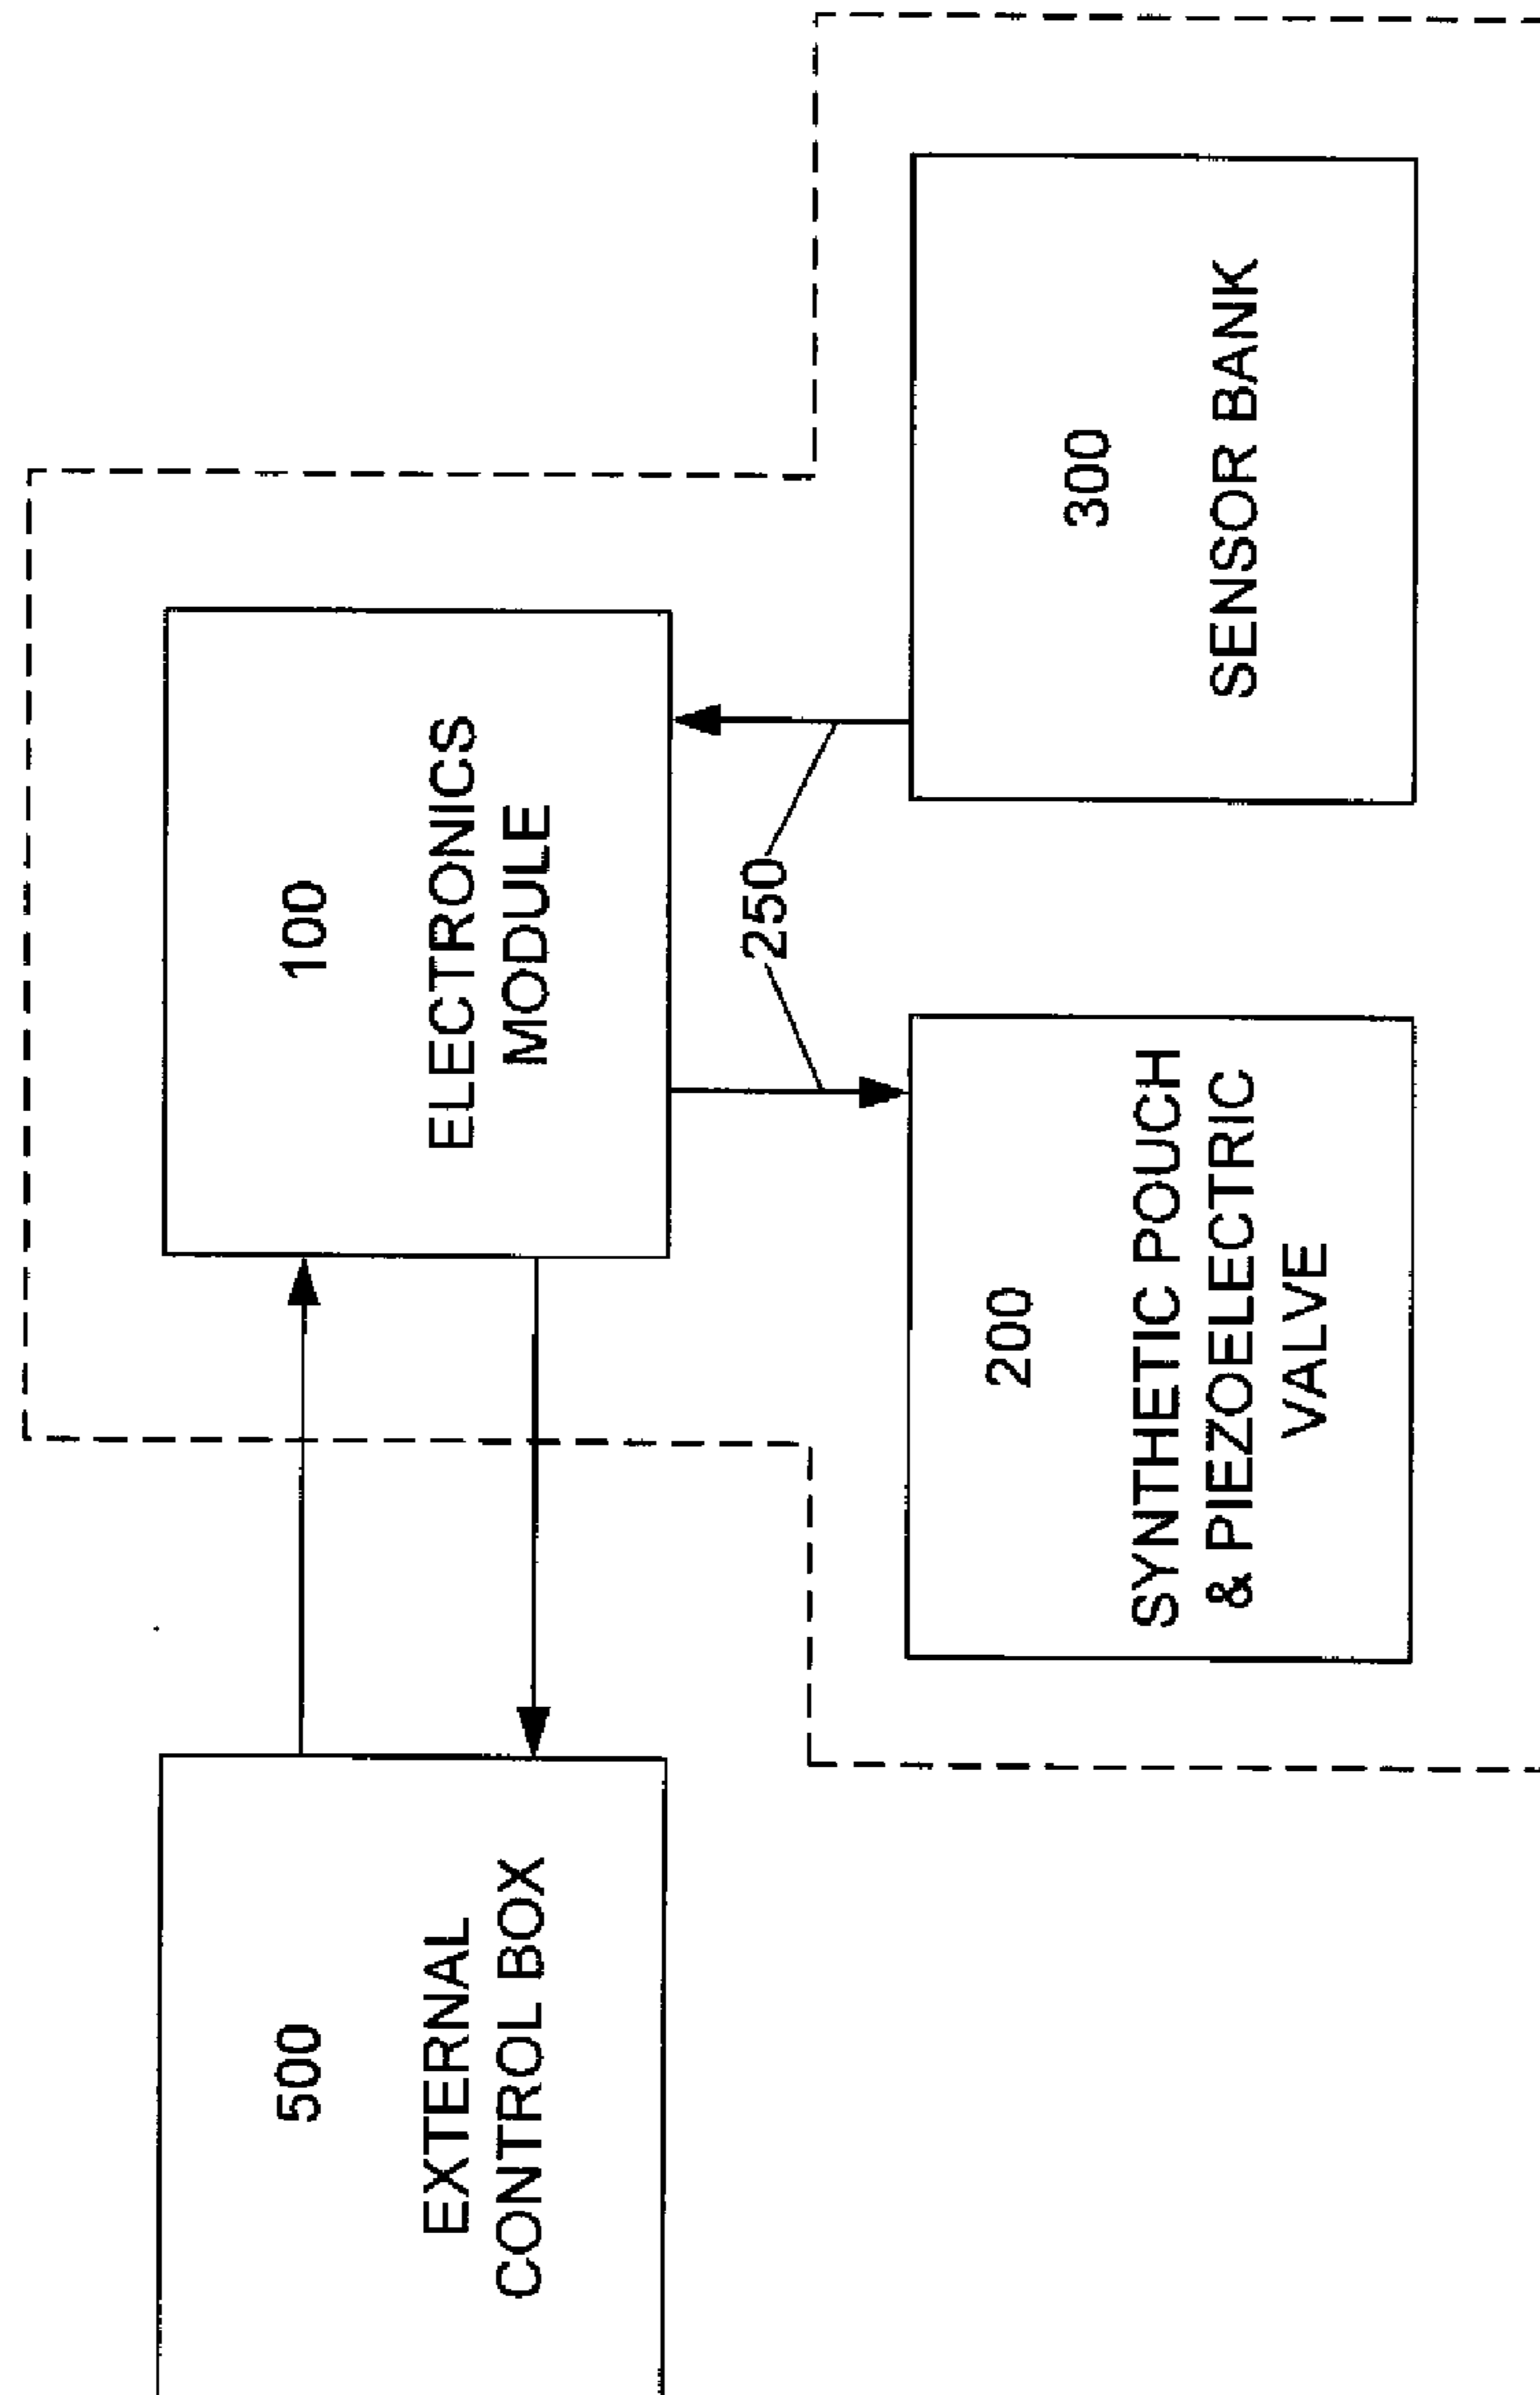 500
EXTERNAL
CONTROL BOX
100
ELECTRONICS
MODULE
250
200
SYNTHETIC POUCH
& PIEZOELECTRIC
VALVE
300
SENSOR BANK